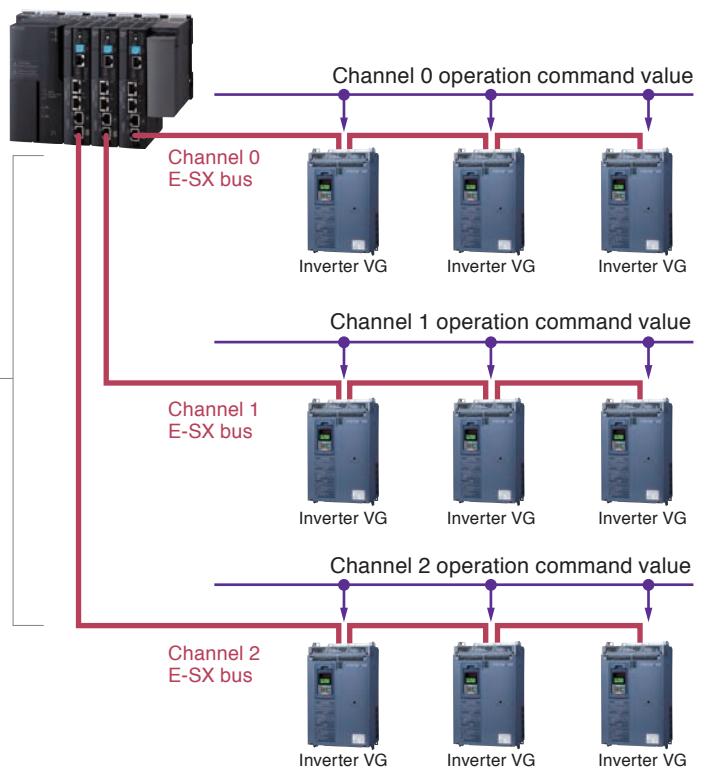 Channel 0 operation command value
Channel 0
E-SX bus
Inverter VG
Inverter VG
Inverter VG
Channel 1 operation command value
Channel 1
E-SX bus
Inverter VG
Inverter VG
Inverter VG
Channel 2 operation command value
Channel 2
E-SX bus
Inverter VG
Inverter VG
Inverter VG